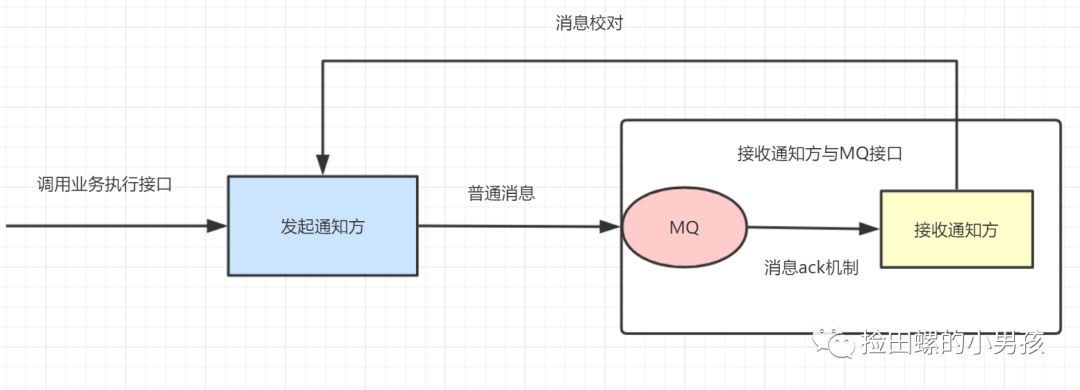 消息校对
接收通知方与MQ接口
调用业务执行接口
普通消息
发起通知方
MQ
接收通知方
消息ack机制
捡田螺的小男孩